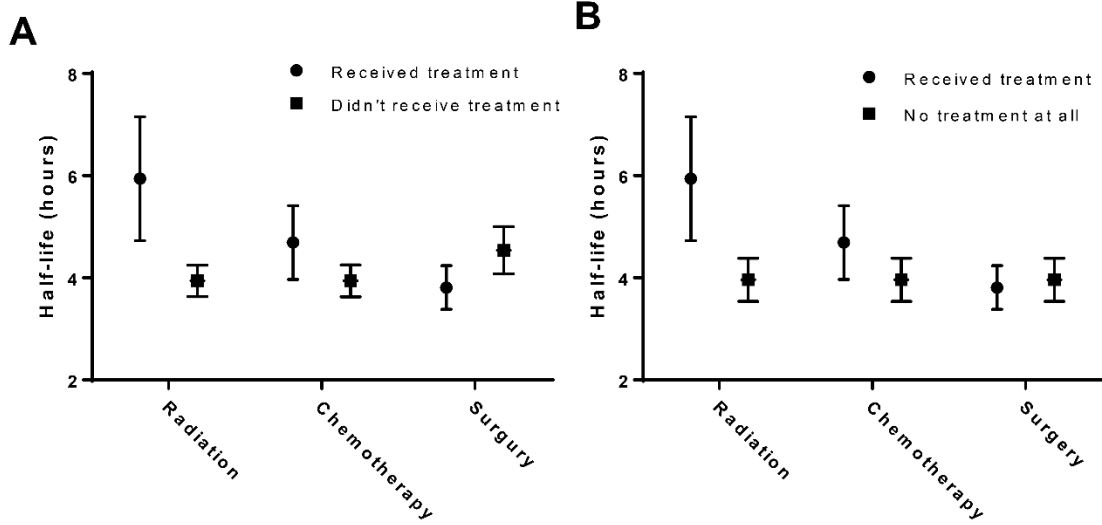 A
8
6
4
2
Half-life (hours)
Received treatment
Didn't receive treatment
Radiation
Chemotherapy
Surgury
B
8
6
4
2
Half-life (hours)
Received treatment
No treatment at all
Radiation
Chemotherapy
Surgery